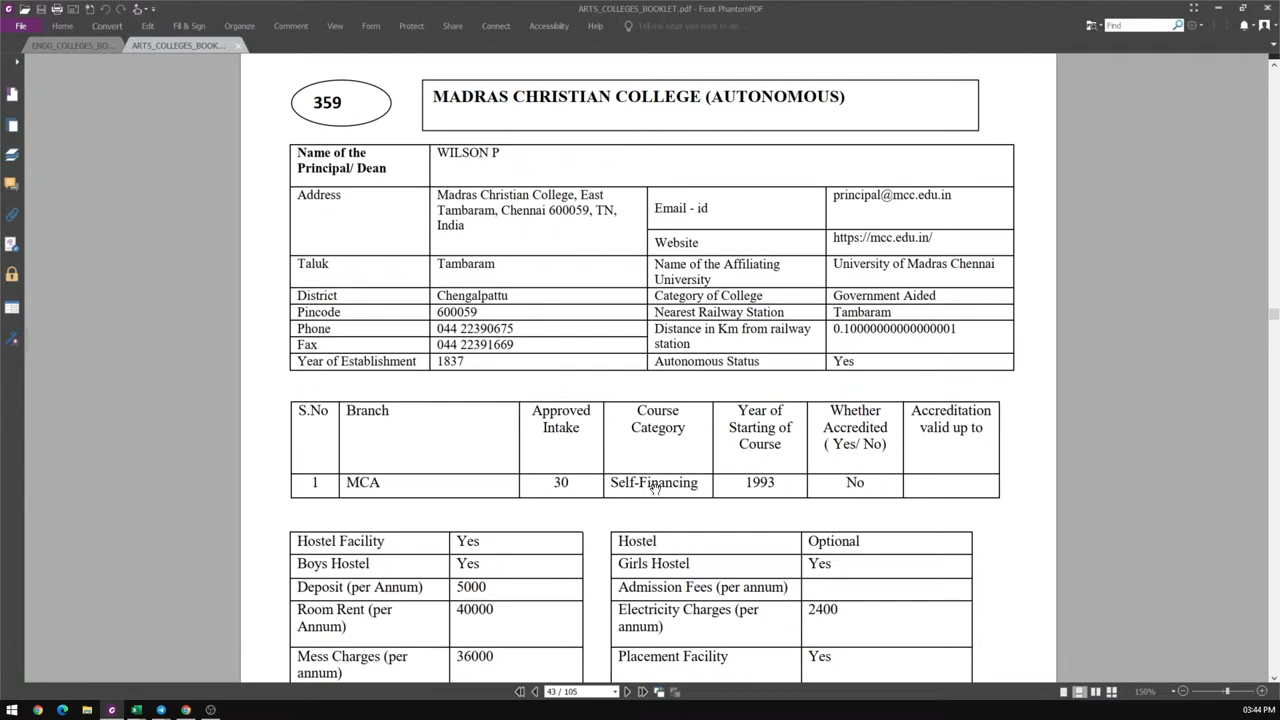 ARTS_COLLEGES_BOOKLET.pdf - Foxit PhantomPDF
File Home Convert Edit Fill & Sign Organize Comment View Form Protect Share Connect Accessibility Help Tell me what you want to do... Find
ENGG_COLLEGES_BO... ARTS_COLLEGES_BOOK...
359
MADRAS CHRISTIAN COLLEGE (AUTONOMOUS)
Name of the Principal/ Dean WILSON P
Address Madras Christian College, East Tambaram, Chennai 600059, TN, India Email - id principal@mcc.edu.in
Website https://mcc.edu.in/
Taluk Tambaram Name of the Affiliating University University of Madras Chennai
District Chengalpattu Category of College Government Aided
Pincode 600059 Nearest Railway Station Tambaram
Phone 044 22390675 Distance in Km from railway station 0.10000000000000001
Fax 044 22391669
Year of Establishment 1837 Autonomous Status Yes
S.No Branch Approved Intake Course Category Year of Starting of Course Whether Accredited ( Yes/ No) Accreditation valid up to
1 MCA 30 Self-Financing 1993 No
Hostel Facility Yes Hostel Optional
Boys Hostel Yes Girls Hostel Yes
Deposit (per Annum) 5000 Admission Fees (per annum)
Room Rent (per Annum) 40000 Electricity Charges (per annum) 2400
Mess Charges (per annum) 36000 Placement Facility Yes
43 / 105 150%
03:44 PM